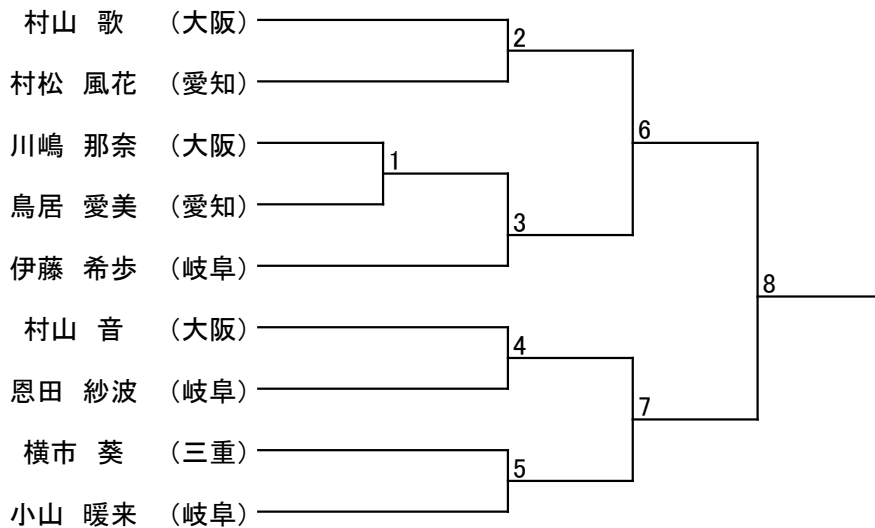 村山 歌 （大阪）
2
村松 風花 （愛知）
6
川嶋 那奈 （大阪）
1
鳥居 愛美 （愛知）
3
伊藤 希歩 （岐阜）
8
村山 音 （大阪）
4
恩田 紗波 （岐阜）
7
横市 葵 （三重）
5
小山 暖来 （岐阜）